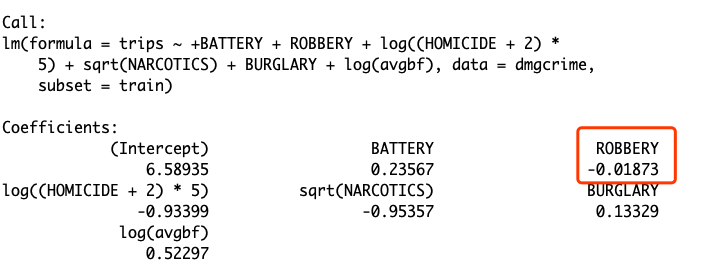 Call:
lm(formula = trips ~ +BATTERY + ROBBERY + log((HOMICIDE + 2) *
    5) + sqrt(NARCOTICS) + BURGLARY + log(avgbf), data = dmgcrime,
    subset = train)
Coefficients:
(Intercept) BATTERY ROBBERY
6.58935 0.23567 -0.01873
log((HOMICIDE + 2) * 5) sqrt(NARCOTICS) BURGLARY
-0.93399 -0.95357 0.13329
log(avgbf)
0.52297